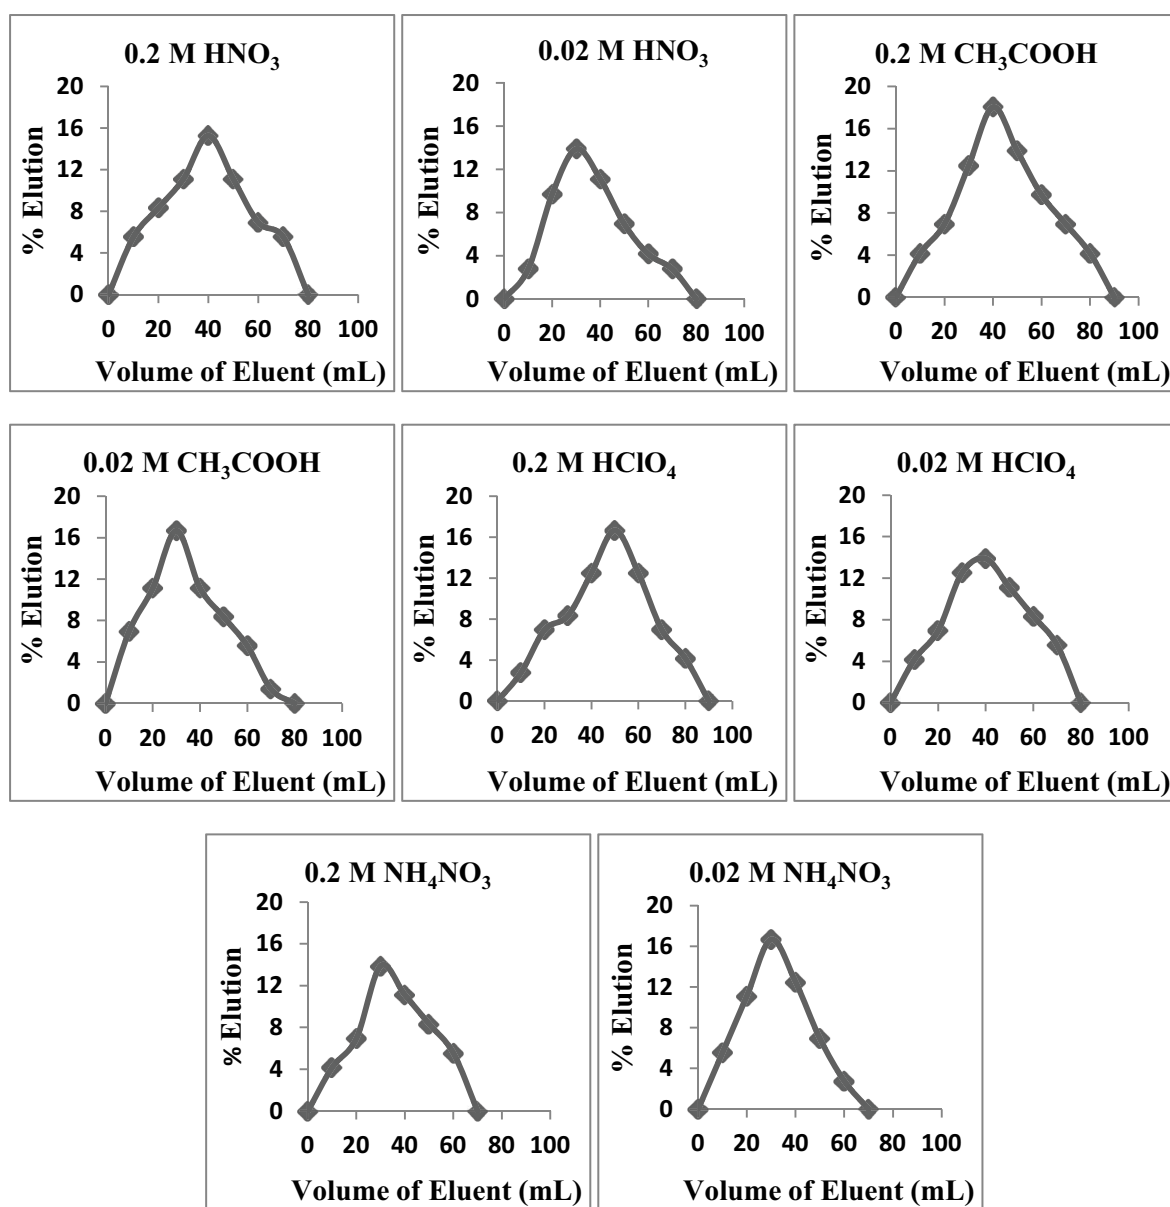 0.2 M HNO3
20
16
12
8
4
0
% Elution
0 20 40 60 80 100
Volume of Eluent (mL)
0.02 M HNO3
20
16
12
8
4
0
% Elution
0 20 40 60 80 100
Volume of Eluent (mL)
0.2 M CH3COOH
20
16
12
8
4
0
% Elution
0 20 40 60 80 100
Volume of Eluent (mL)
0.02 M CH3COOH
20
16
12
8
4
0
% Elution
0 20 40 60 80 100
Volume of Eluent (mL)
0.2 M HClO4
20
16
12
8
4
0
% Elution
0 20 40 60 80 100
Volume of Eluent (mL)
0.02 M HClO4
20
16
12
8
4
0
% Elution
0 20 40 60 80 100
Volume of Eluent (mL)
0.2 M NH4NO3
20
16
12
8
4
0
% Elution
0 20 40 60 80 100
Volume of Eluent (mL)
0.02 M NH4NO3
20
16
12
8
4
0
% Elution
0 20 40 60 80 100
Volume of Eluent (mL)